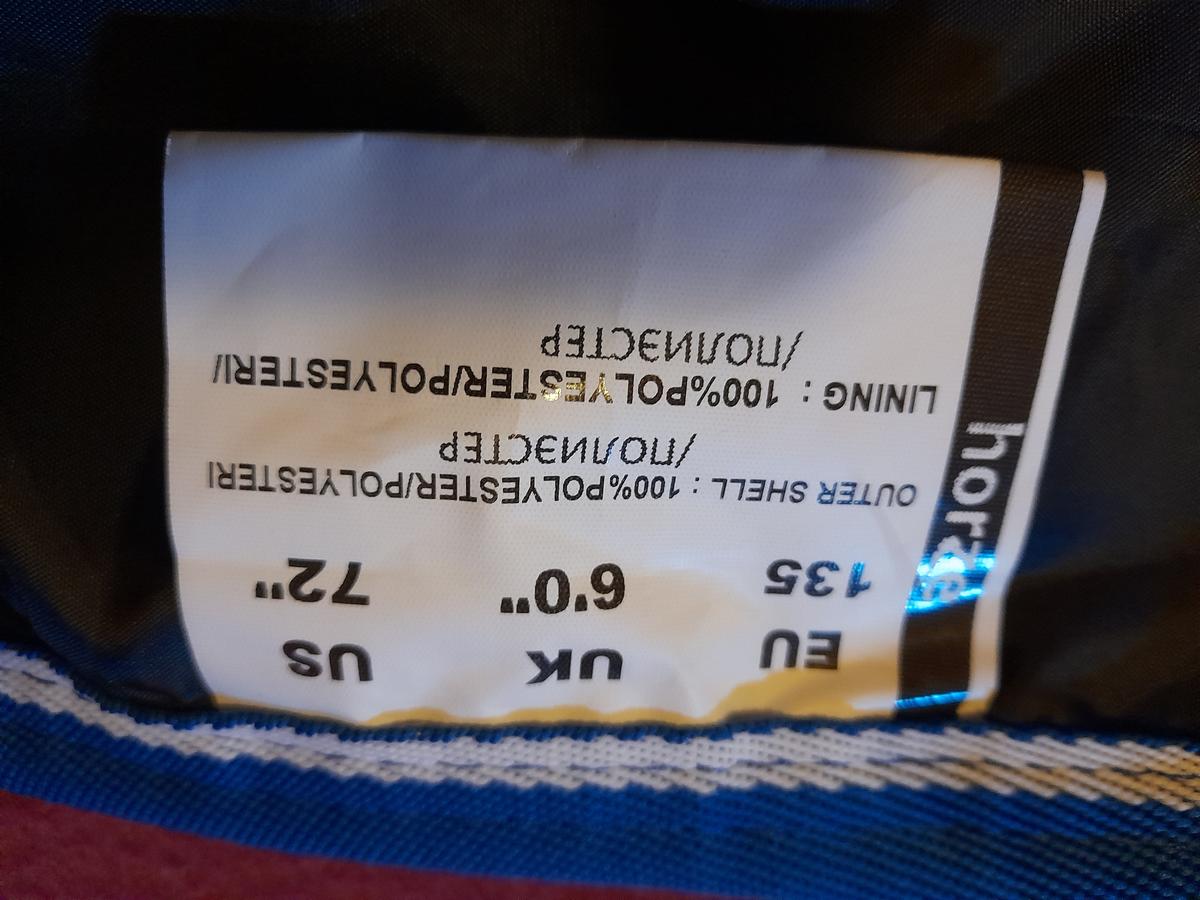 horze
EU UK US
135 6'0" 72"
OUTER SHELL : 100%POLYESTER/POLYESTERI
/ПОЛИЭСТЕР
LINING : 100%POLYESTER/POLYESTERI/
/ПОЛИЭСТЕР